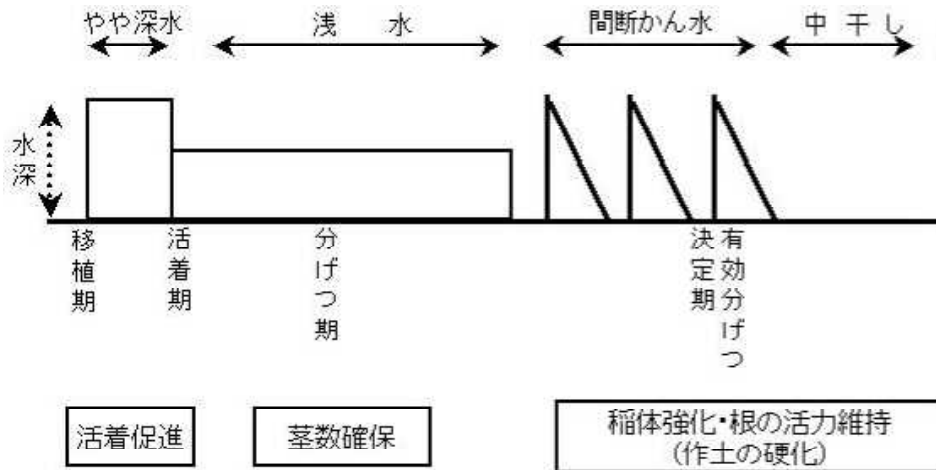 やや深水
浅 水
間断かん水
中干し
水深
移植期
活着期
分げつ期
有効分げつ
決定期
活着促進
茎数確保
稲体強化・根の活力維持
(作土の硬化)